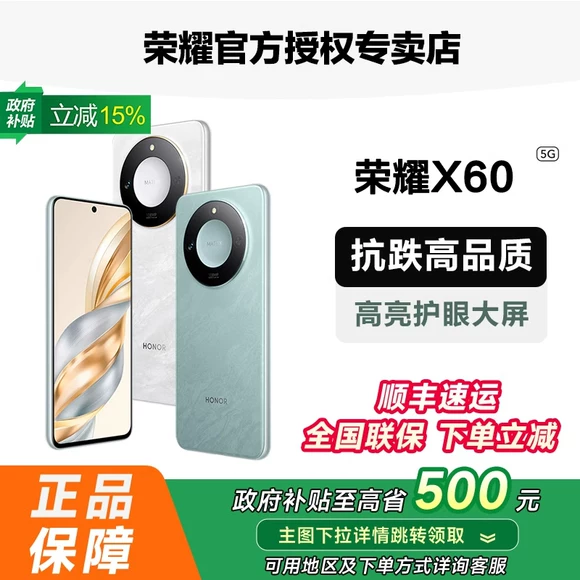 荣耀官方授权专卖店
政府
补贴
立减15%
5G
荣耀X60
抗跌高品质
高亮护眼大屏
HONOR
HONOR
顺丰速运
全国联保 下单立减
正品
保障
政府补贴至高省500元
主图下拉详情跳转领取
可用地区及下单方式详询客服